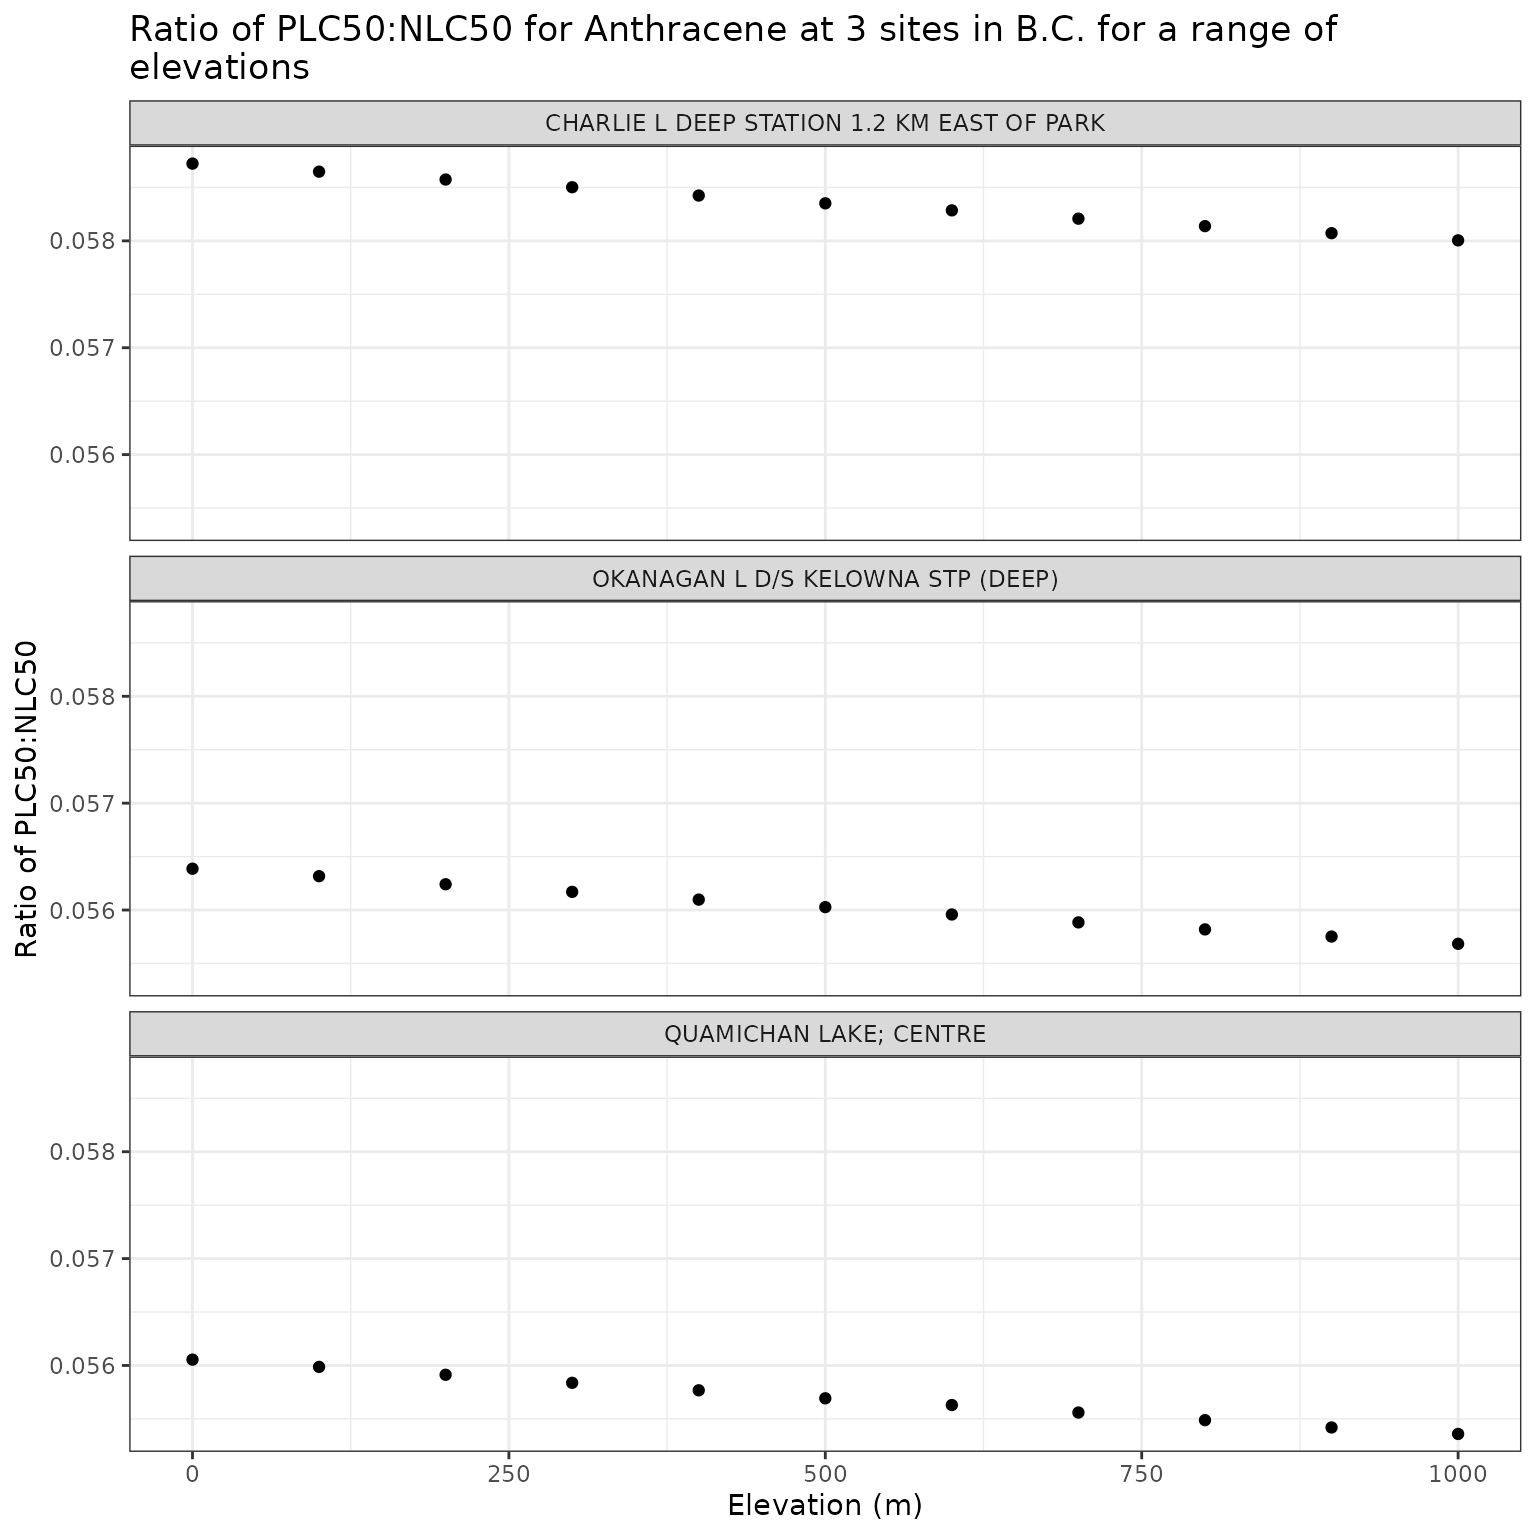 Ratio of PLC50:NLC50 for Anthracene at 3 sites in B.C. for a range of
elevations
CHARLIE L DEEP STATION 1.2 KM EAST OF PARK
0.058
0.057
0.056
OKANAGAN L D/S KELOWNA STP (DEEP)
0.058
0.057
0.056
Ratio of PLC50:NLC50
QUAMICHAN LAKE; CENTRE
0.058
0.057
0.056
0
250
500
750
1000
Elevation (m)